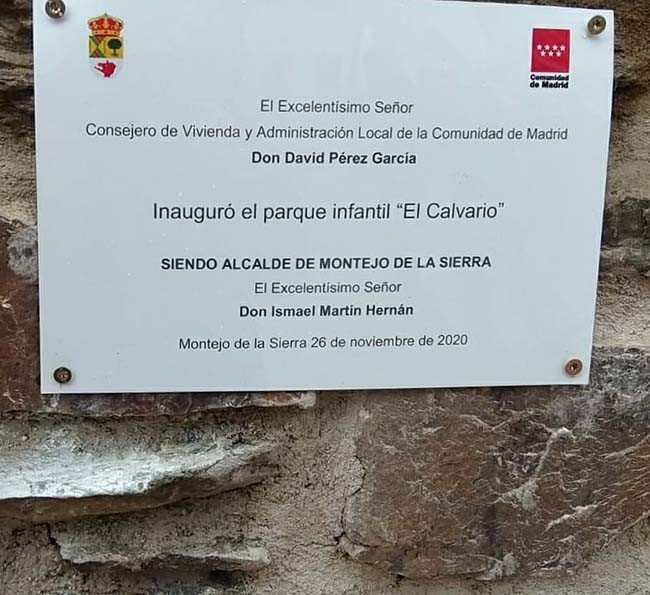 Comunidad
de Madrid
El Excelentísimo Señor
Consejero de Vivienda y Administración Local de la Comunidad de Madrid
Don David Pérez García
Inauguró el parque infantil “El Calvario”
SIENDO ALCALDE DE MONTEJO DE LA SIERRA
El Excelentísimo Señor
Don Ismael Martín Hernán
Montejo de la Sierra 26 de noviembre de 2020